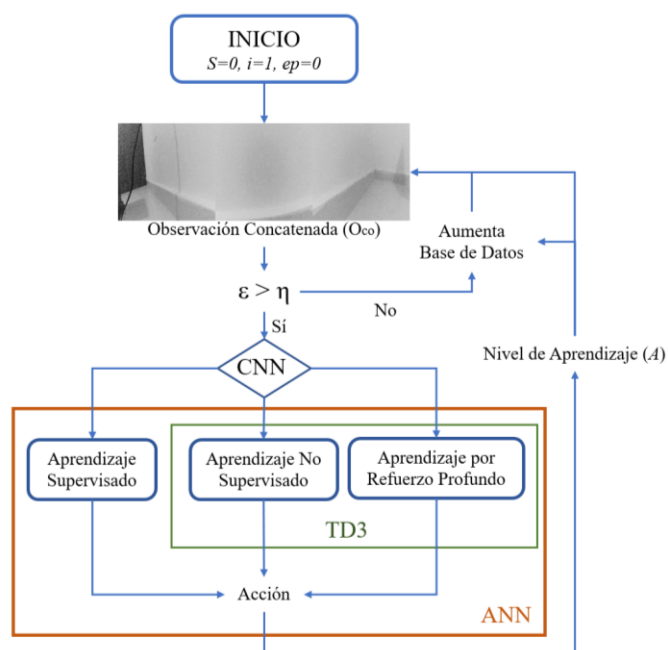 INICIO
S=0, i=1, ep=0
Observación Concatenada (Oco)
Aumenta
Base de Datos
ε > η
No
Sí
Nivel de Aprendizaje (A)
CNN
Aprendizaje
Supervisado
Aprendizaje No
Supervisado
Aprendizaje por
Refuerzo Profundo
TD3
Acción
ANN